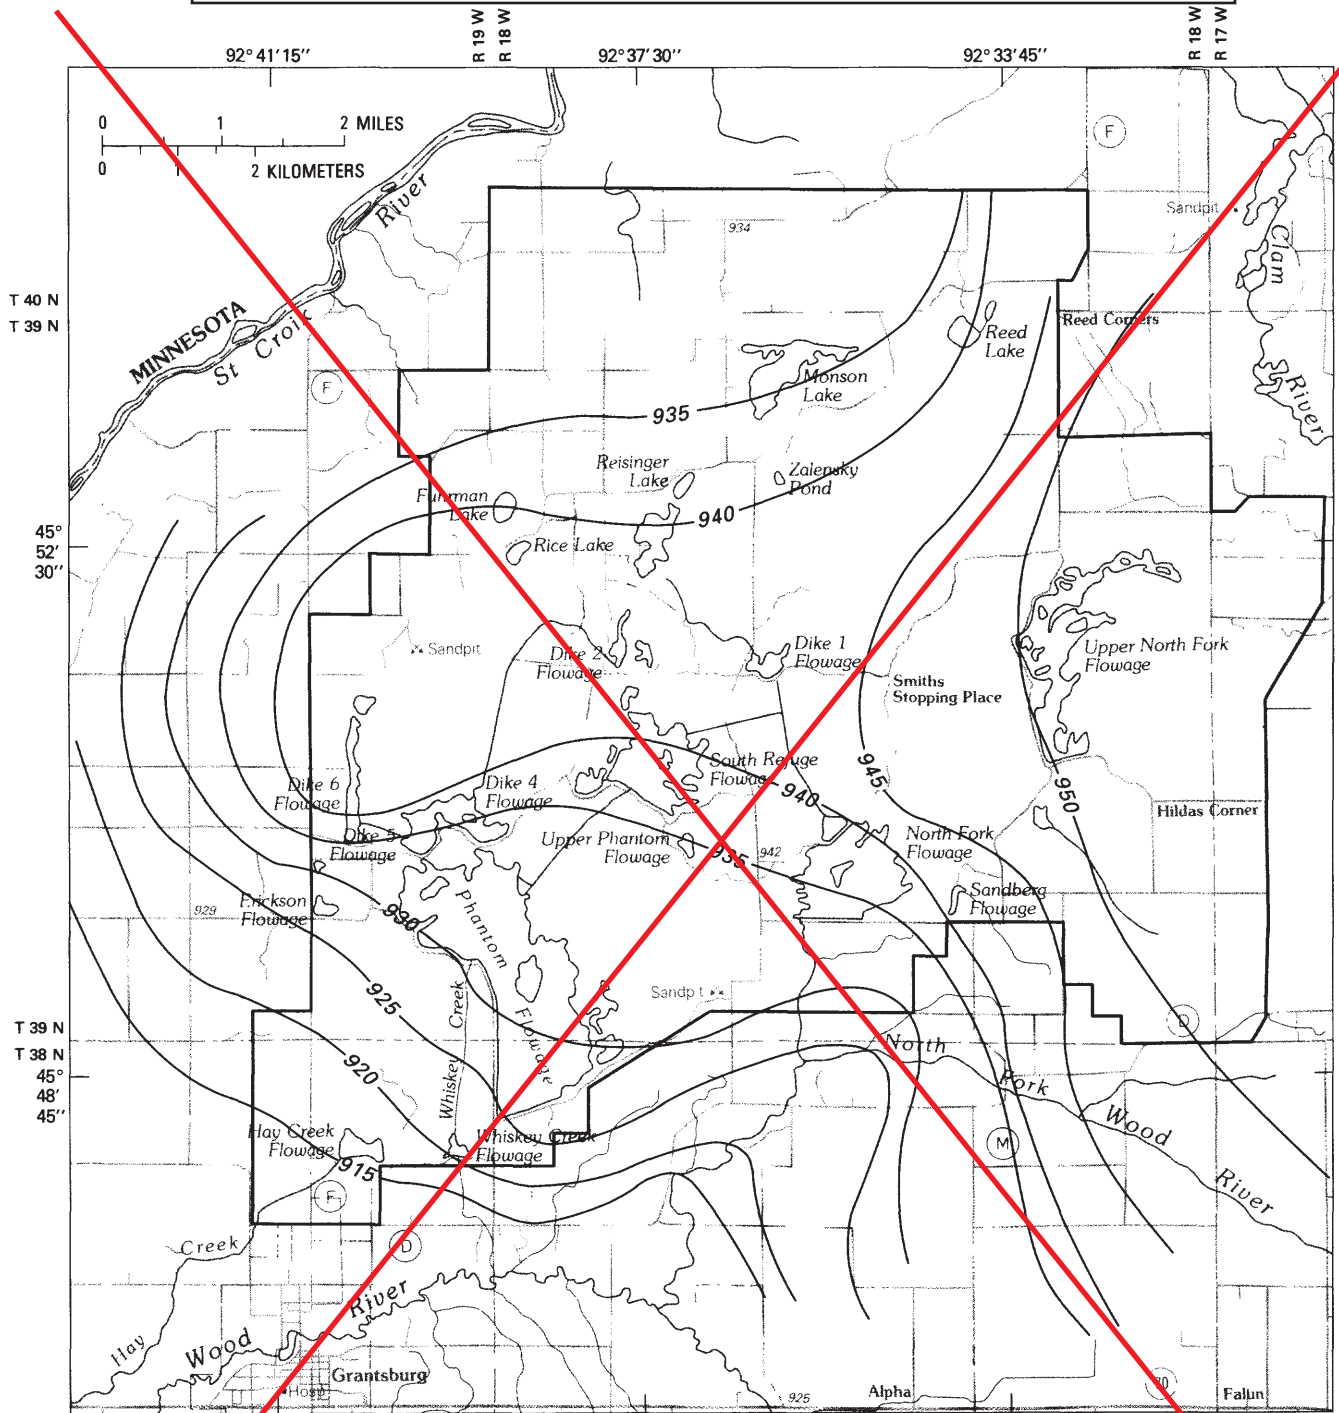 R 19 W
R 18 W
R 18 W
R 17 W
92° 41' 15''
92° 37' 30''
92° 33' 45''
0 1 2 MILES
0 2 KILOMETERS
F
River
Sandpit
Clam
934
T 40 N
T 39 N
MINNESOTA
St Croix
Reed Corners
Reed
Lake
River
F
Monson
Lake
935
Reisinger
Lake
Zalensky
Pond
Fuhrman
Lake
940
45°
52'
30''
Rice Lake
Sandpit
Dike 2
Flowage
Dike 1
Flowage
Upper North Fork
Flowage
Smiths
Stopping Place
South Refuge
Flowage
945
Dike 6
Flowage
Dike 4
Flowage
940
950
Hildas Corner
Dike 5
Flowage
Upper Phantom
Flowage
935
942
North Fork
Flowage
Erickson
Flowage
929
930
Phantom
Flowage
Sandberg
Flowage
925
Sandp t
D
T 39 N
T 38 N
North
Fork
Wood
River
45°
48'
45''
920
Whiskey Creek
Hay Creek
Flowage
Whiskey Creek
Flowage
M
915
F
Creek
D
River
Hay
Wood
Grantsburg
Hosp
925
Alpha
Falun